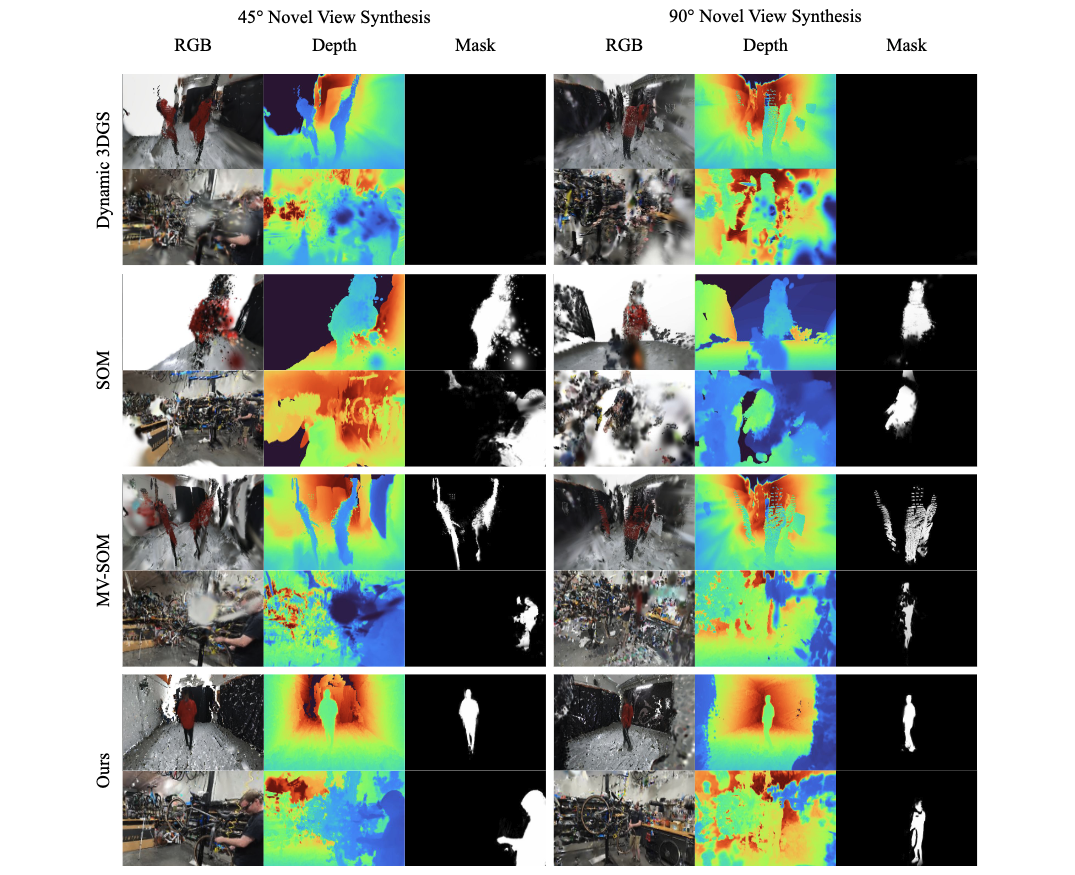 45° Novel View Synthesis
90° Novel View Synthesis
RGB
Depth
Mask
RGB
Depth
Mask
Dynamic 3DGS
SOM
MV-SOM
Ours